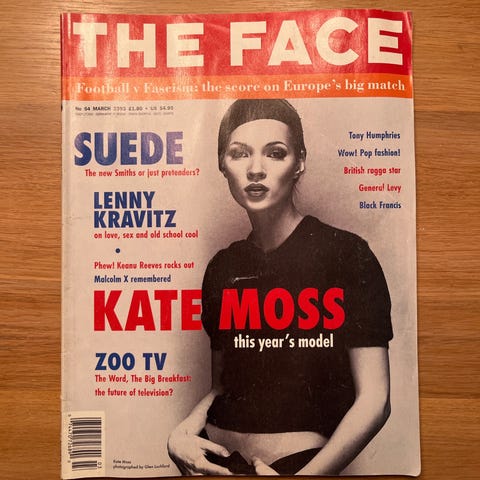 THE FACE
Football v Fascism: the score on Europe's big match
No 54 MARCH 1993 £1.80 • US $4.95
SUEDE
The new Smiths or just pretenders?
LENNY
KRAVITZ
on love, sex and old school cool
•
Phew! Keanu Reeves rocks out
Malcolm X remembered
KATE MOSS
this year's model
ZOO TV
The Word, The Big Breakfast:
the future of television?
Tony Humphries
Wow! Pop fashion!
British ragga star
General Levy
Black Francis
Kate Moss
photographed by Glen Luchford